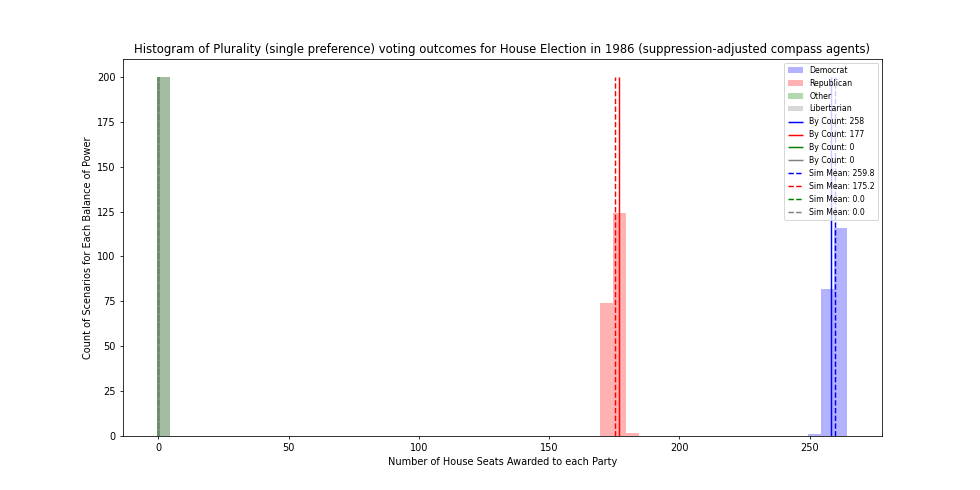 Histogram of Plurality (single preference) voting outcomes for House Election in 1986 (suppression-adjusted compass agents)
Democrat
Republican
Other
Libertarian
By Count: 258
By Count: 177
By Count: 0
By Count: 0
Sim Mean: 259.8
Sim Mean: 175.2
Sim Mean: 0.0
Sim Mean: 0.0
Count of Scenarios for Each Balance of Power
200
175
150
125
100
75
50
25
0
0 50 100 150 200 250
Number of House Seats Awarded to each Party